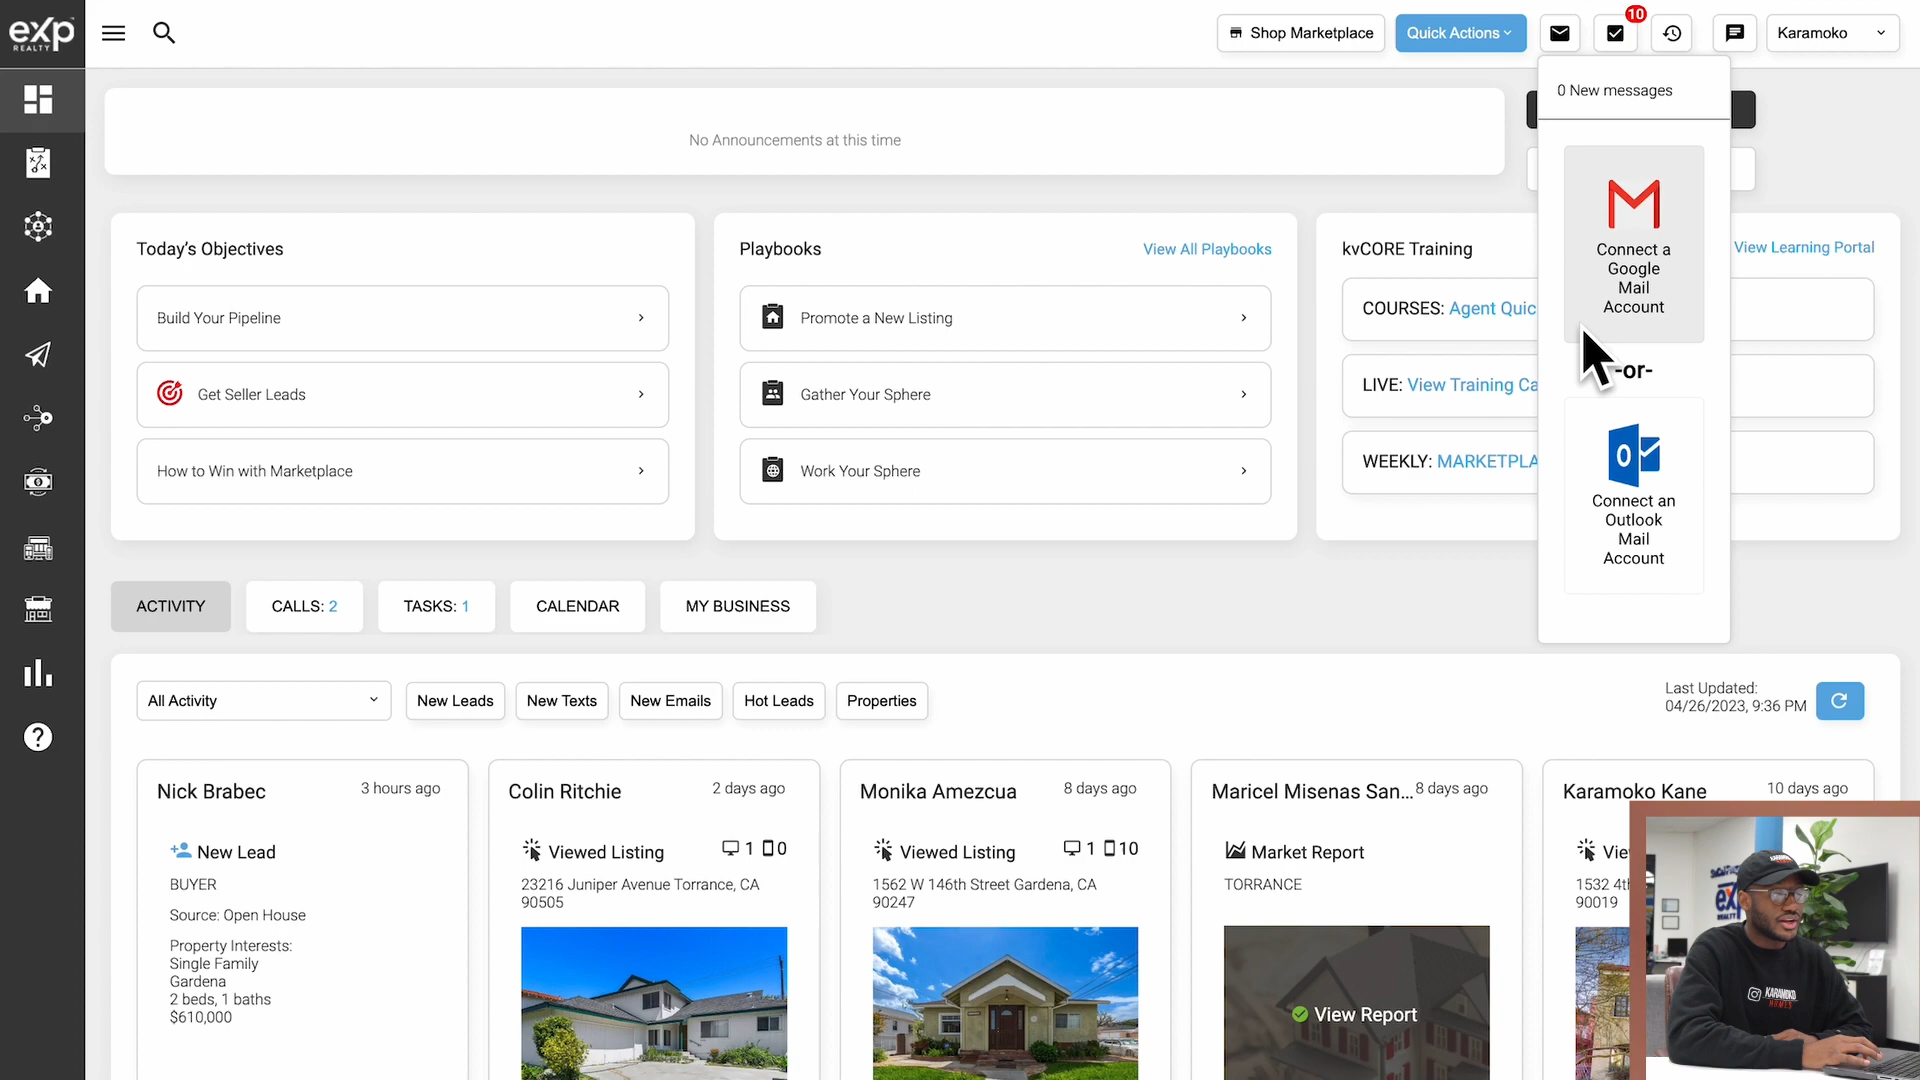 eXp
REALTY
Shop Marketplace
Quick Actions
10
Karamoko
0 New messages
No Announcements at this time
Connect a
Google
Mail
Account
-or-
Connect an
Outlook
Mail
Account
Today's Objectives
Build Your Pipeline
Get Seller Leads
How to Win with Marketplace
Playbooks
View All Playbooks
Promote a New Listing
Gather Your Sphere
Work Your Sphere
kvCORE Training
View Learning Portal
COURSES: Agent Quic
LIVE: View Training Ca
WEEKLY: MARKETPLA
ACTIVITY
CALLS: 2
TASKS: 1
CALENDAR
MY BUSINESS
All Activity
New Leads
New Texts
New Emails
Hot Leads
Properties
Last Updated:
04/26/2023, 9:36 PM
Nick Brabec
3 hours ago
New Lead
BUYER
Source: Open House
Property Interests:
Single Family
Gardena
2 beds, 1 baths
$610,000
Colin Ritchie
2 days ago
Viewed Listing
1
0
23216 Juniper Avenue Torrance, CA
90505
Monika Amezcua
8 days ago
Viewed Listing
1
10
1562 W 146th Street Gardena, CA
90247
Maricel Misenas San...
8 days ago
Market Report
TORRANCE
View Report
Karamoko Kane
10 days ago
Vie
1532 4th
90019
KARAMOKO
HOMES